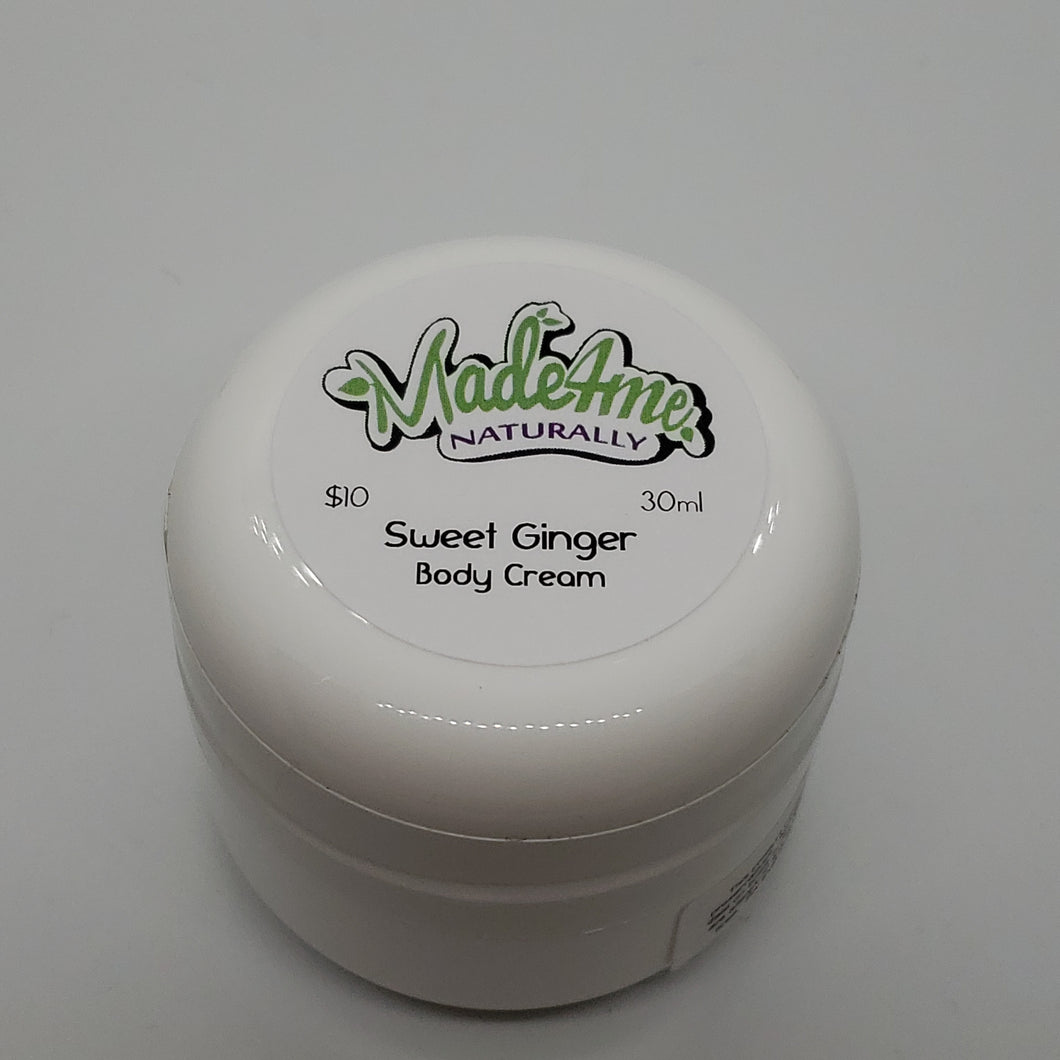 Made4me
NATURALLY
$10 30ml
Sweet Ginger
Body Cream